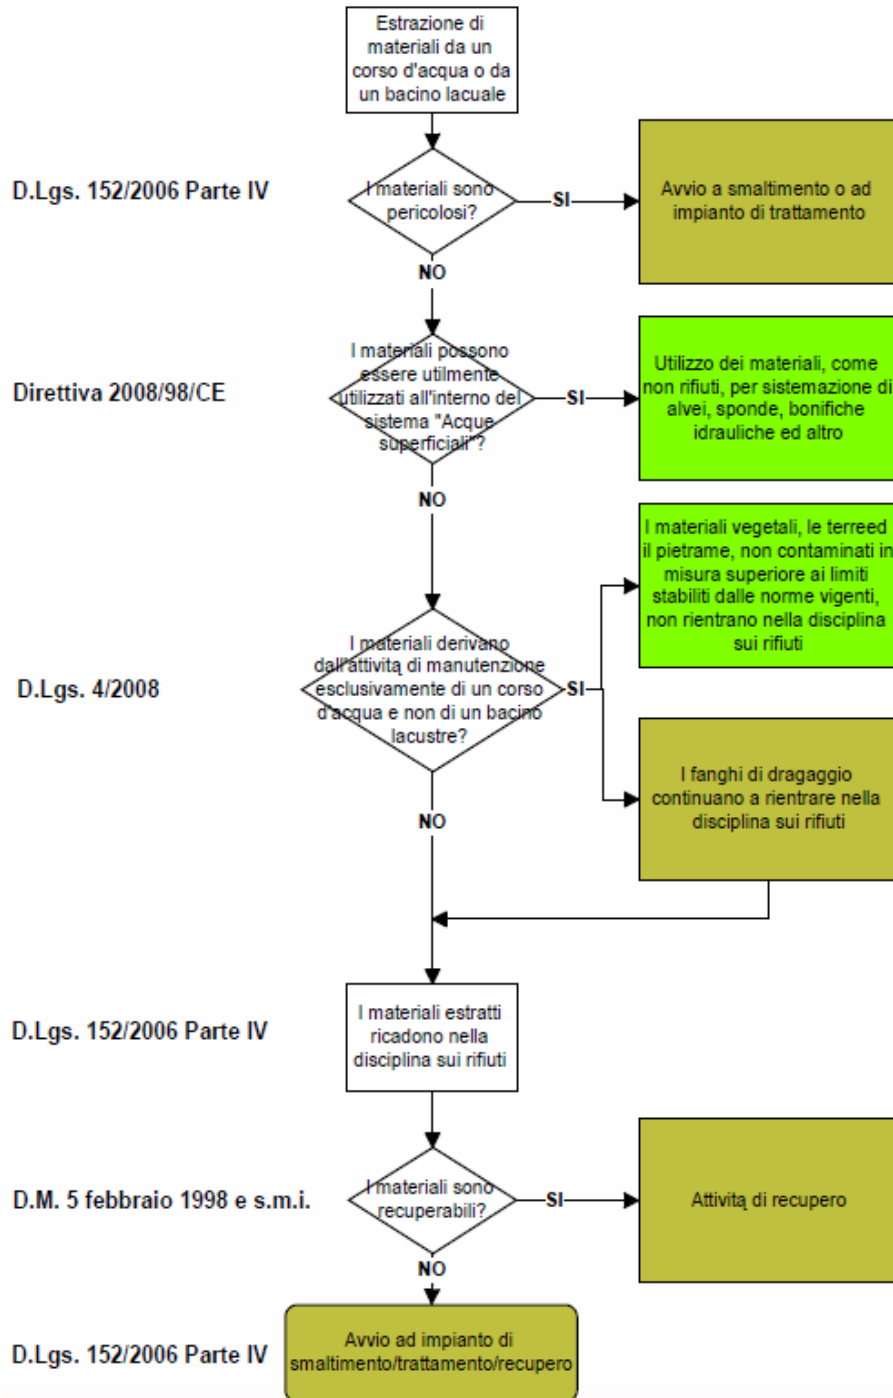 Estrazione di
materiali da un
corso d'acqua o da
un bacino lacuale
D.Lgs. 152/2006 Parte IV
I materiali sono
pericolosi?
SI
Avvio a smaltimento o ad
impianto di trattamento
NO
Direttiva 2008/98/CE
I materiali possono
essere utilmente
utilizzati all'interno del
sistema "Acque
superficiali"?
SI
Utilizzo dei materiali, come
non rifiuti, per sistemazione di
alvei, sponde, bonifiche
idrauliche ed altro
NO
I materiali vegetali, le terreed
il pietrame, non contaminati in
misura superiore ai limiti
stabiliti dalle norme vigenti,
non rientrano nella disciplina
sui rifiuti
D.Lgs. 4/2008
I materiali derivano
dall'attivitą di manutenzione
esclusivamente di un corso
d'acqua e non di un bacino
lacustre?
SI
I fanghi di dragaggio
continuano a rientrare nella
disciplina sui rifiuti
NO
D.Lgs. 152/2006 Parte IV
I materiali estratti
ricadono nella
disciplina sui rifiuti
D.M. 5 febbraio 1998 e s.m.i.
I materiali sono
recuperabili?
SI
Attivitą di recupero
NO
D.Lgs. 152/2006 Parte IV
Avvio ad impianto di
smaltimento/trattamento/recupero